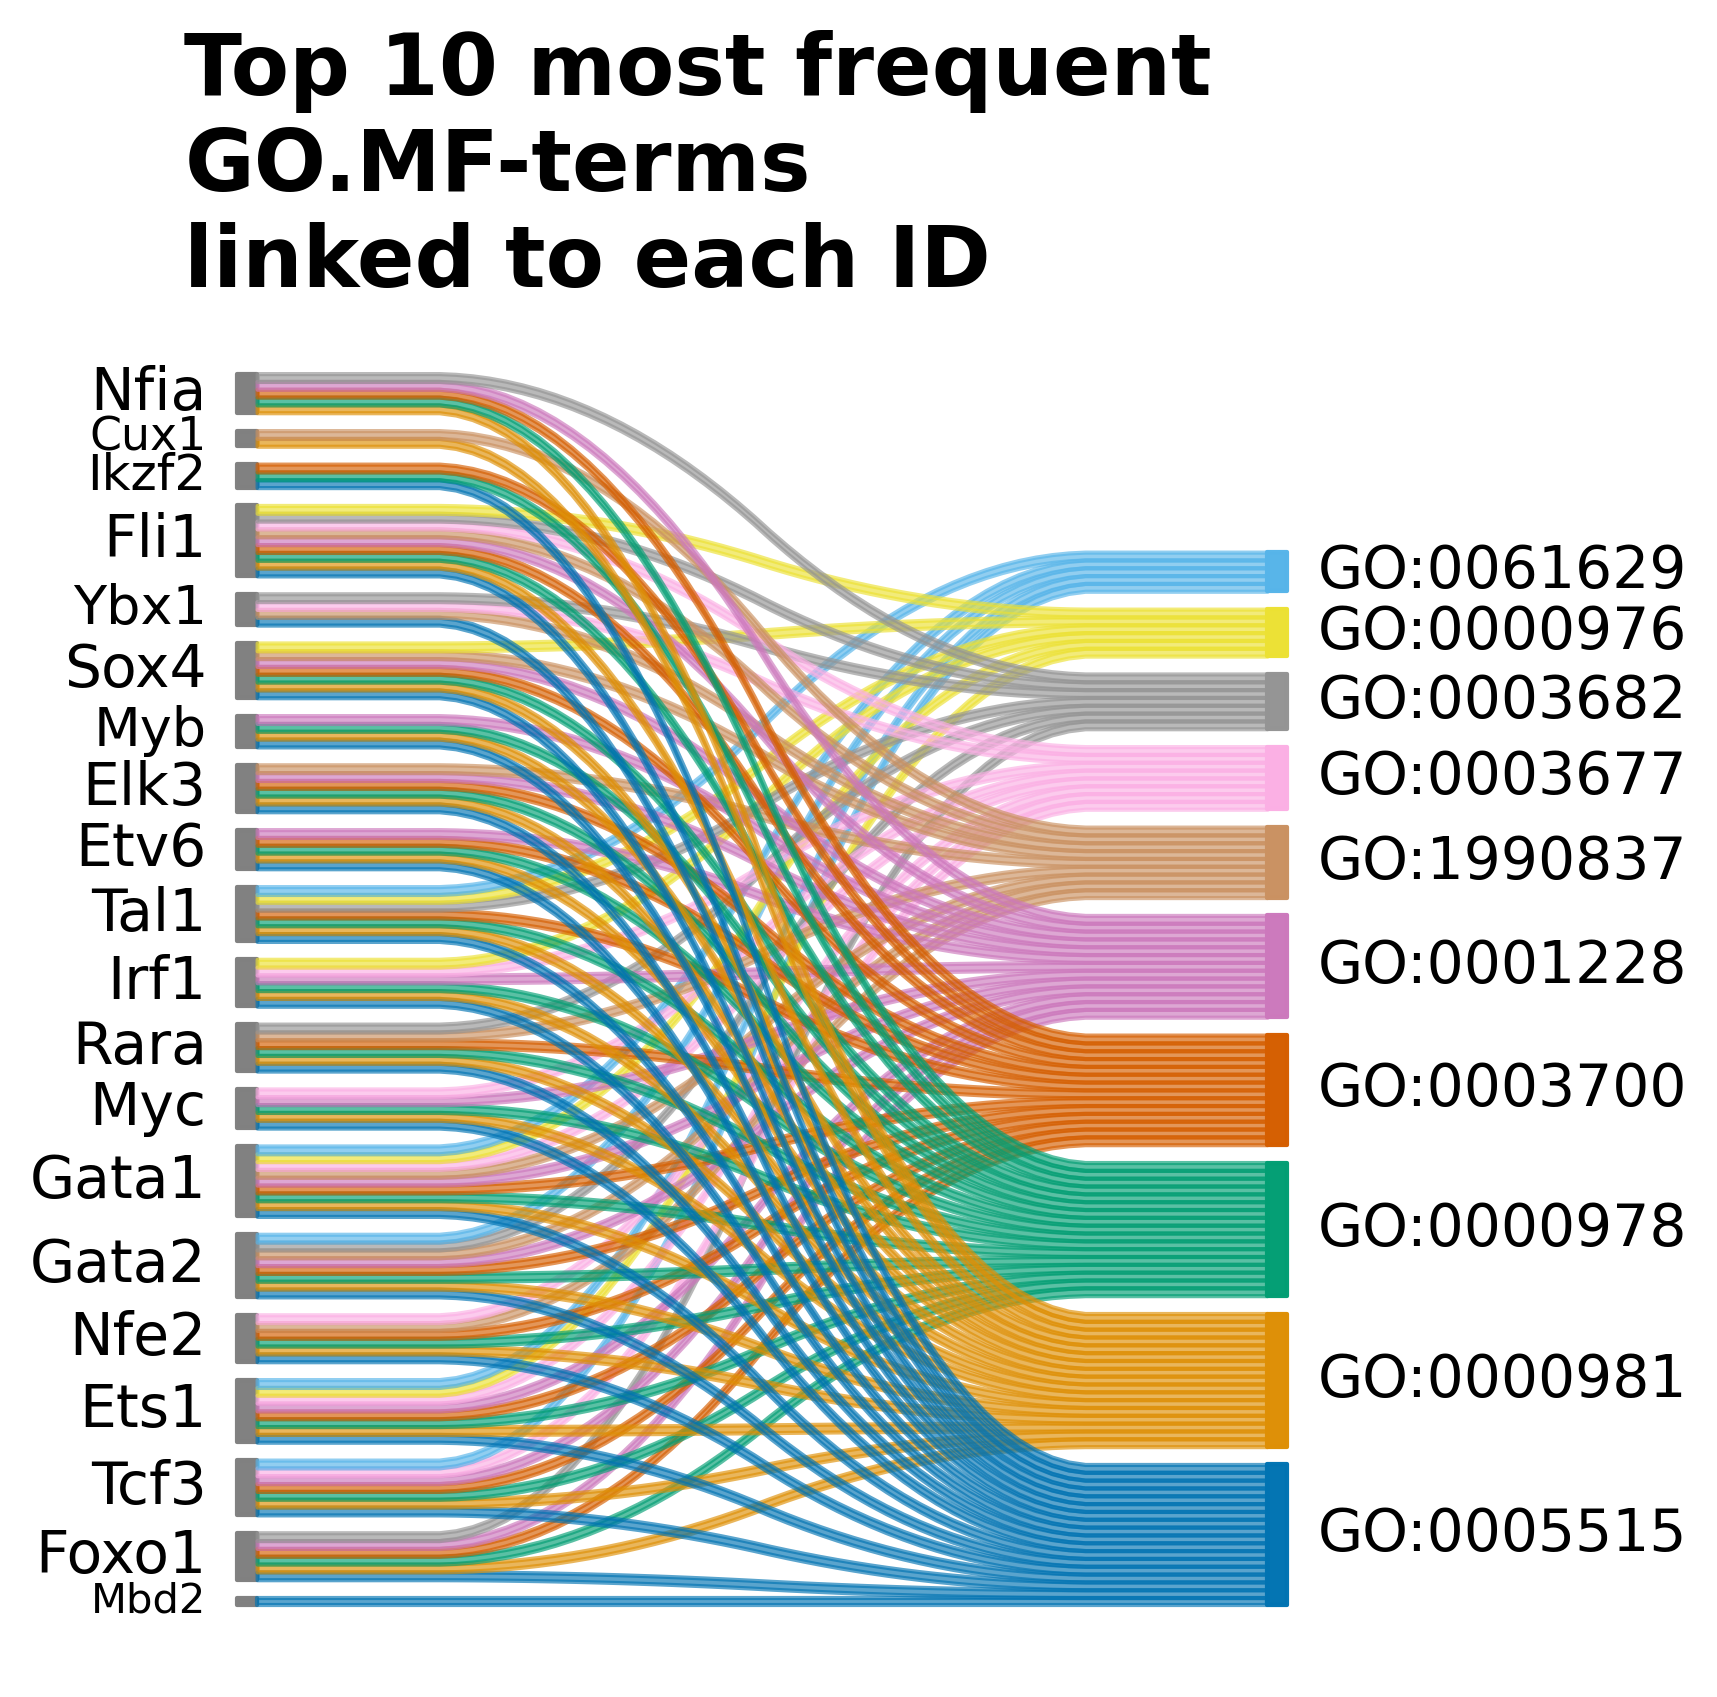 Top 10 most frequent
GO.MF-terms
linked to each ID
Nfia
Cux1
Ikzf2
Fli1
Ybx1
Sox4
Myb
Elk3
Etv6
Tal1
Irf1
Rara
Myc
Gata1
Gata2
Nfe2
Ets1
Tcf3
Foxo1
Mbd2
GO:0061629
GO:0000976
GO:0003682
GO:0003677
GO:1990837
GO:0001228
GO:0003700
GO:0000978
GO:0000981
GO:0005515